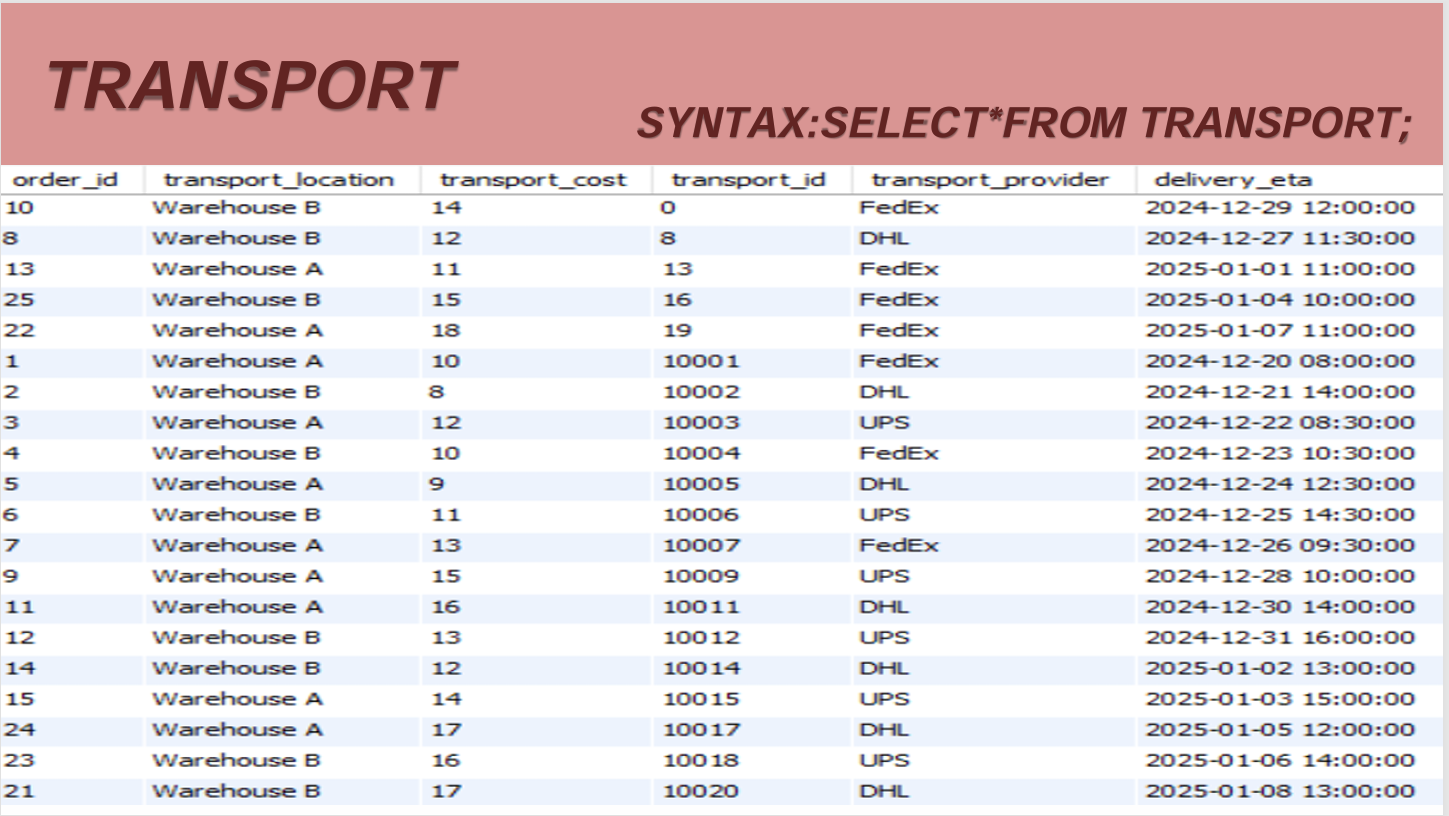 TRANSPORT
SYNTAX:SELECT*FROM TRANSPORT;
order_id transport_location transport_cost transport_id transport_provider delivery_eta
10 Warehouse B 14 0 FedEx 2024-12-29 12:00:00
8 Warehouse B 12 8 DHL 2024-12-27 11:30:00
13 Warehouse A 11 13 FedEx 2025-01-01 11:00:00
25 Warehouse B 15 16 FedEx 2025-01-04 10:00:00
22 Warehouse A 18 19 FedEx 2025-01-07 11:00:00
1 Warehouse A 10 10001 FedEx 2024-12-20 08:00:00
2 Warehouse B 8 10002 DHL 2024-12-21 14:00:00
3 Warehouse A 12 10003 UPS 2024-12-22 08:30:00
4 Warehouse B 10 10004 FedEx 2024-12-23 10:30:00
5 Warehouse A 9 10005 DHL 2024-12-24 12:30:00
6 Warehouse B 11 10006 UPS 2024-12-25 14:30:00
7 Warehouse A 13 10007 FedEx 2024-12-26 09:30:00
9 Warehouse A 15 10009 UPS 2024-12-28 10:00:00
11 Warehouse A 16 10011 DHL 2024-12-30 14:00:00
12 Warehouse B 13 10012 UPS 2024-12-31 16:00:00
14 Warehouse B 12 10014 DHL 2025-01-02 13:00:00
15 Warehouse A 14 10015 UPS 2025-01-03 15:00:00
24 Warehouse A 17 10017 DHL 2025-01-05 12:00:00
23 Warehouse B 16 10018 UPS 2025-01-06 14:00:00
21 Warehouse B 17 10020 DHL 2025-01-08 13:00:00